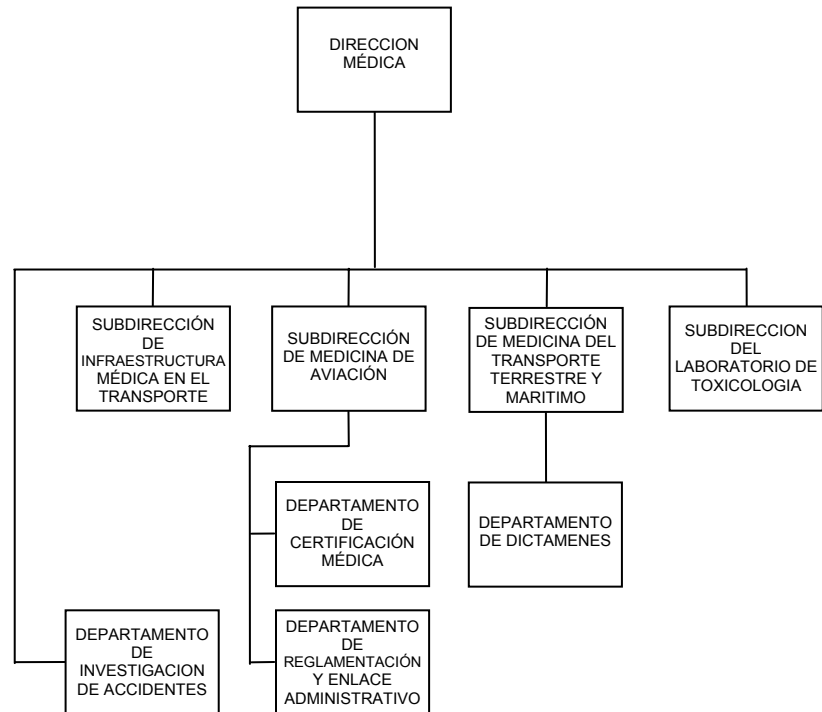 DIRECCION
MÉDICA
SUBDIRECCIÓN
DE
INFRAESTRUCTURA
MÉDICA EN EL
TRANSPORTE
SUBDIRECCIÓN
DE MEDICINA DE
AVIACIÓN
SUBDIRECCIÓN
DE MEDICINA DEL
TRANSPORTE
TERRESTRE Y
MARITIMO
SUBDIRECCION
DEL
LABORATORIO DE
TOXICOLOGIA
DEPARTAMENTO
DE
CERTIFICACIÓN
MÉDICA
DEPARTAMENTO
DE DICTAMENES
DEPARTAMENTO
DE
INVESTIGACION
DE ACCIDENTES
DEPARTAMENTO
DE
REGLAMENTACIÓN
Y ENLACE
ADMINISTRATIVO